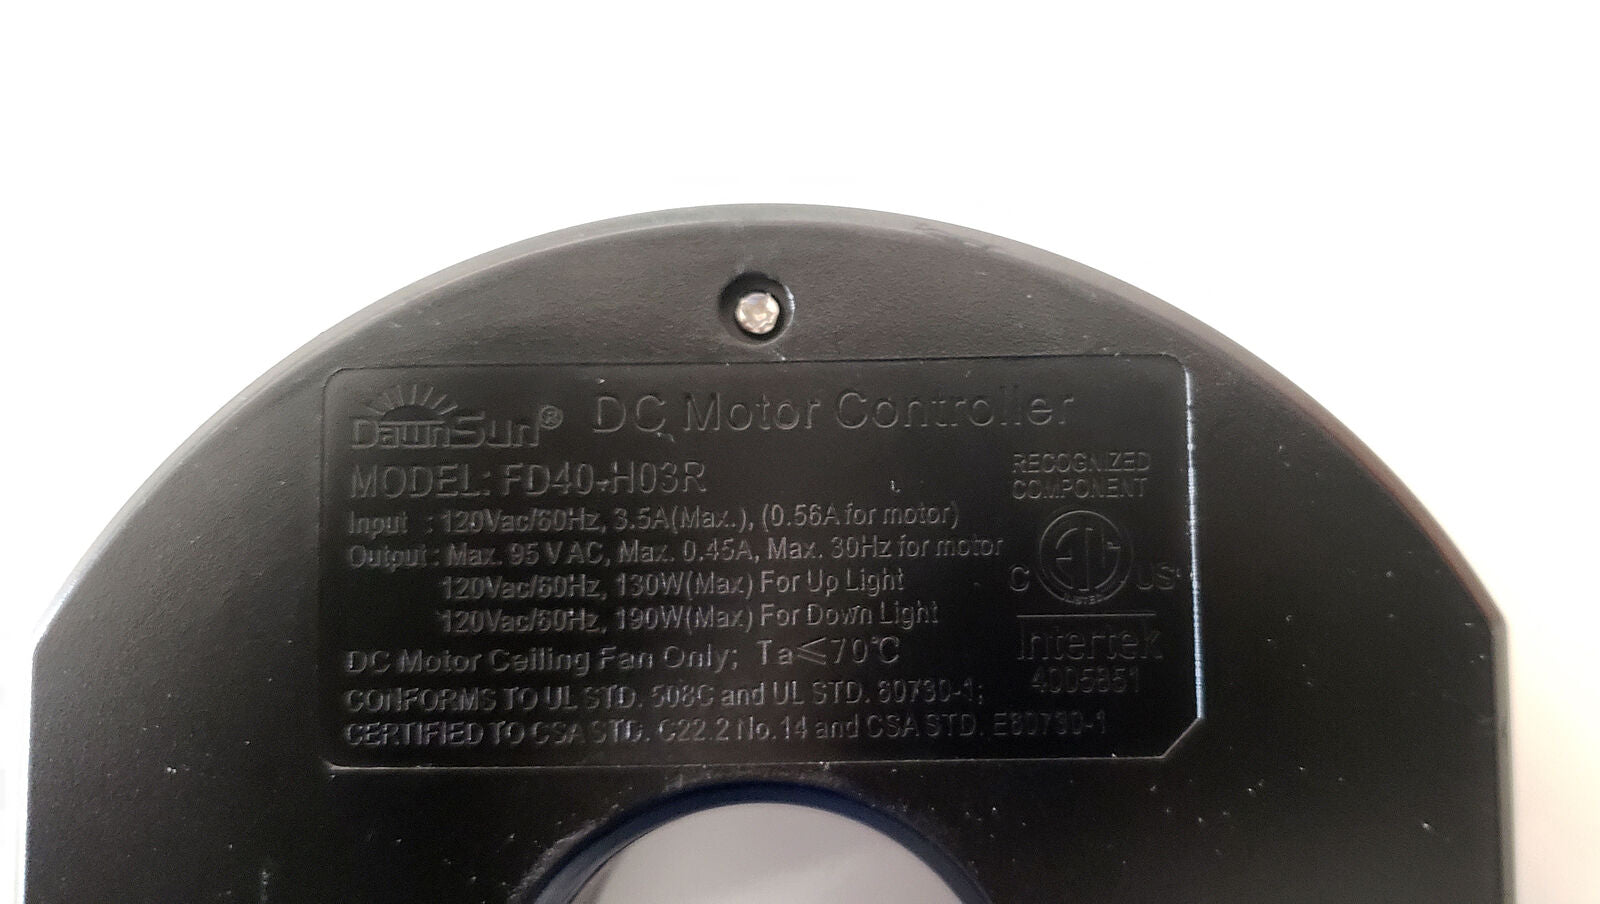 DawnSun® DC Motor Controller
MODEL: FD40-H03R
RECOGNIZED
COMPONENT
Input : 120Vac/60Hz, 3.5A(Max.), (0.56A for motor)
Output : Max. 95 V AC, Max. 0.45A, Max. 30Hz for motor
120Vac/60Hz, 130W(Max) For Up Light
120Vac/60Hz, 190W(Max) For Down Light
DC Motor Ceiling Fan Only; Ta≤70℃
CONFORMS TO UL STD. 508C and UL STD. 60730-1;
CERTIFIED TO CSA STD. C22.2 No.14 and CSA STD. E60730-1
C ETL US
LISTED
Intertek
4005851